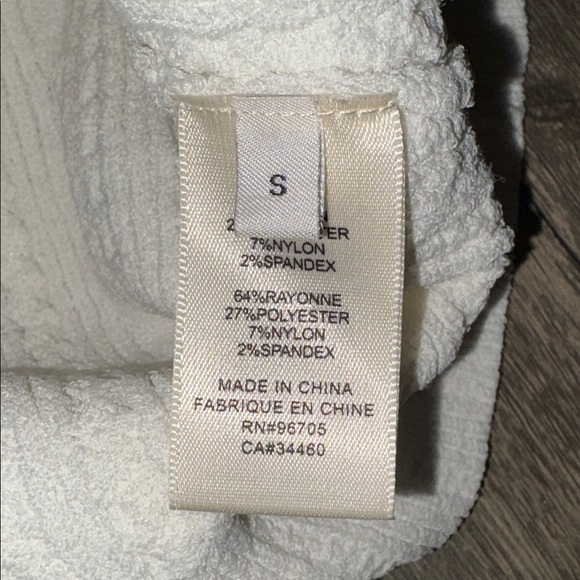 S
7%NYLON
2%SPANDEX
64%RAYONNE
27%POLYESTER
7%NYLON
2%SPANDEX
MADE IN CHINA
FABRIQUE EN CHINE
RN#96705
CA#34460